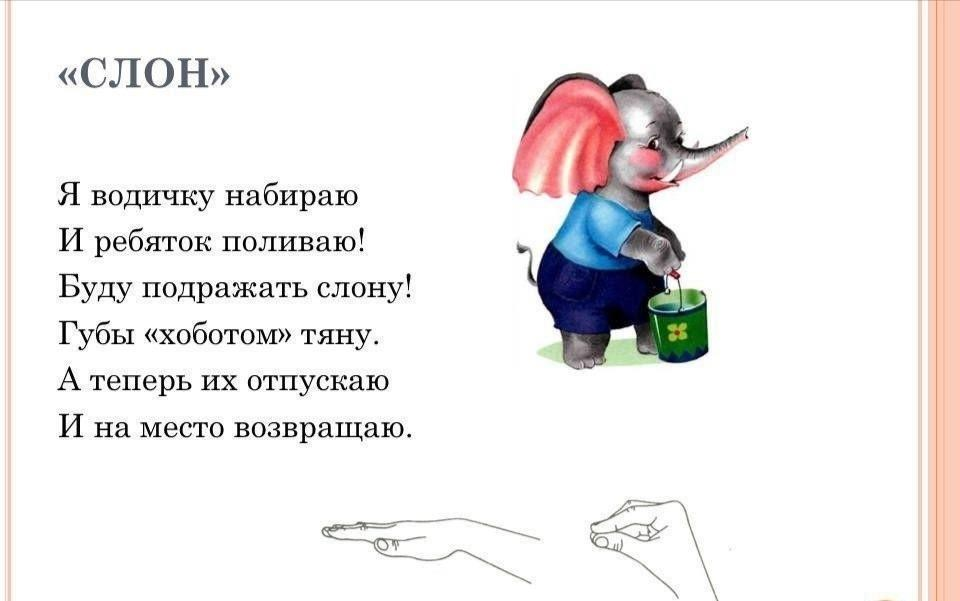 «СЛОН»
Я водичку набираю
И ребяток поливаю!
Буду подражать слону!
Губы «хоботом» тяну.
А теперь их отпускаю
И на место возвращаю.